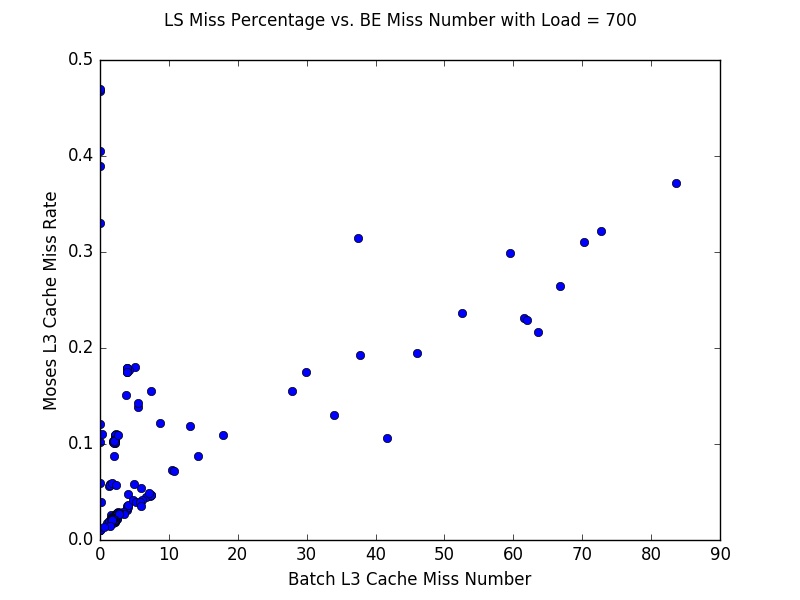 LS Miss Percentage vs. BE Miss Number with Load = 700
0.5
0.4
0.3
0.2
0.1
0.0
Moses L3 Cache Miss Rate
0 10 20 30 40 50 60 70 80 90
Batch L3 Cache Miss Number